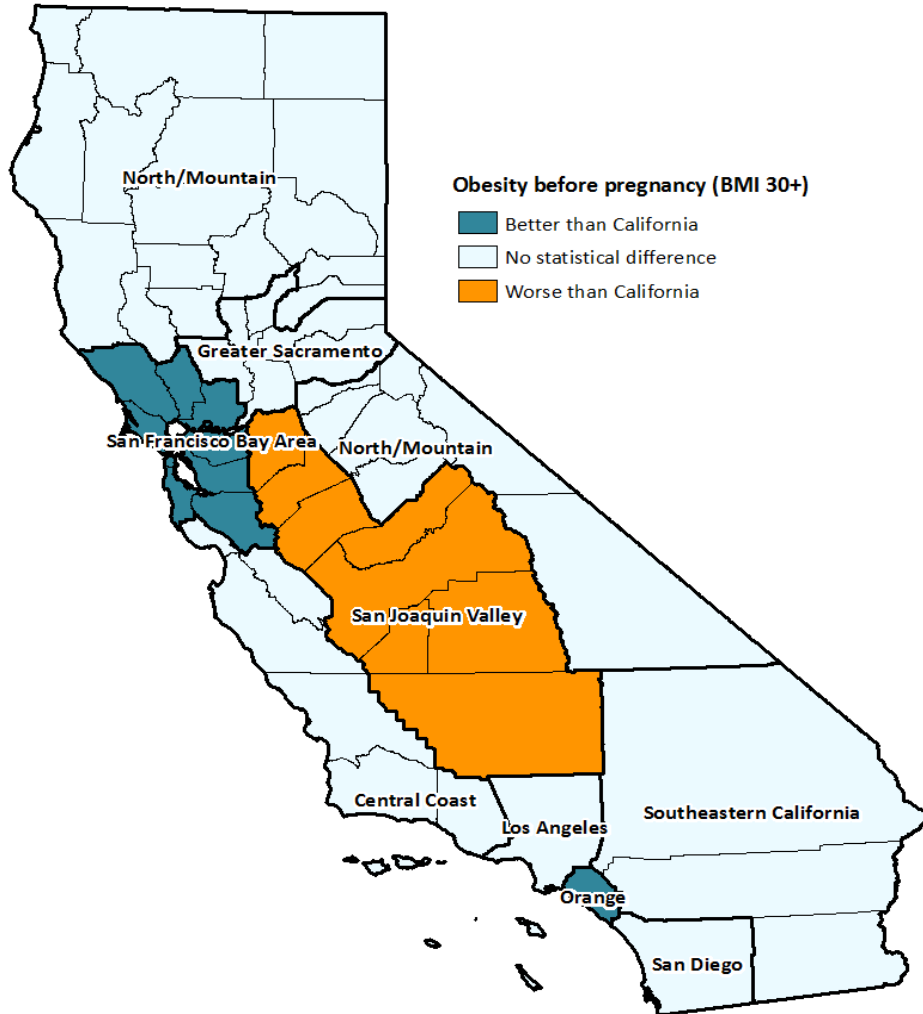 North/Mountain
Obesity before pregnancy (BMI 30+)
Better than California
No statistical difference
Worse than California
Greater Sacramento
San Francisco Bay Area
North/Mountain
San Joaquin Valley
Central Coast
Los Angeles
Southeastern California
Orange
San Diego